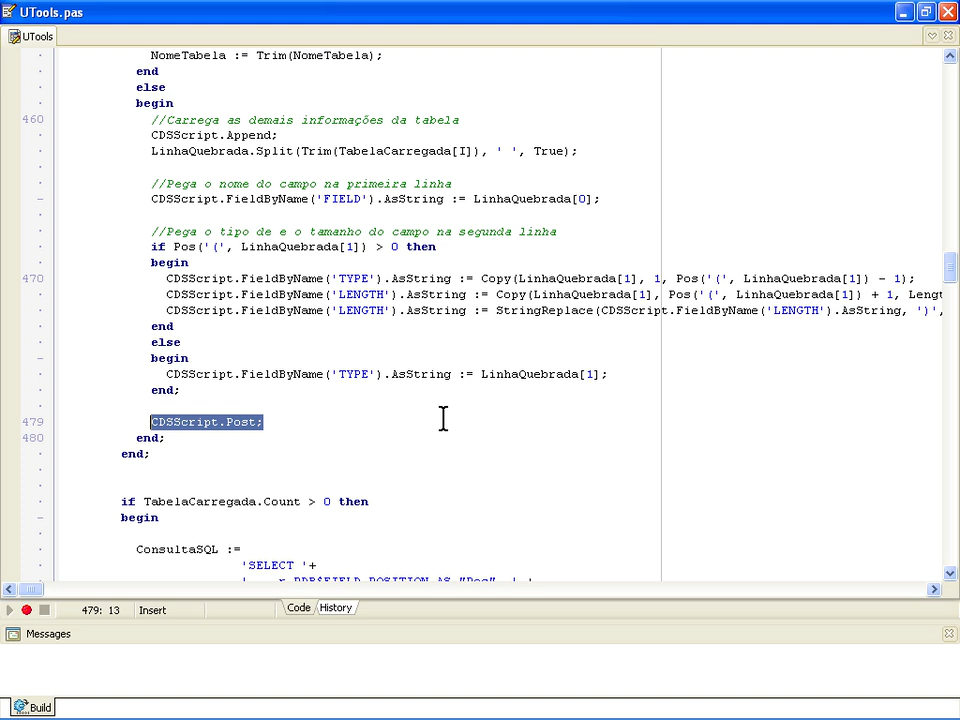 UTools.pas
UTools
NomeTabela := Trim(NomeTabela);
end
else
begin
460 //Carrega as demais informações da tabela
CDSScript.Append;
LinhaQuebrada.Split(Trim(TabelaCarregada[I]), ' ', True);
//Pega o nome do campo na primeira linha
CDSScript.FieldByName('FIELD').AsString := LinhaQuebrada[0];
//Pega o tipo de e o tamanho do campo na segunda linha
if Pos('(', LinhaQuebrada[1]) > 0 then
begin
470 CDSScript.FieldByName('TYPE').AsString := Copy(LinhaQuebrada[1], 1, Pos('(', LinhaQuebrada[1]) - 1);
CDSScript.FieldByName('LENGTH').AsString := Copy(LinhaQuebrada[1], Pos('(', LinhaQuebrada[1]) + 1, Lengt
CDSScript.FieldByName('LENGTH').AsString := StringReplace(CDSScript.FieldByName('LENGTH').AsString, ')',
end
else
begin
CDSScript.FieldByName('TYPE').AsString := LinhaQuebrada[1];
end;
479 CDSScript.Post;
480 end;
end;
if TabelaCarregada.Count > 0 then
begin
ConsultaSQL :=
'SELECT '+
479: 13 Insert Code History
Messages
Build